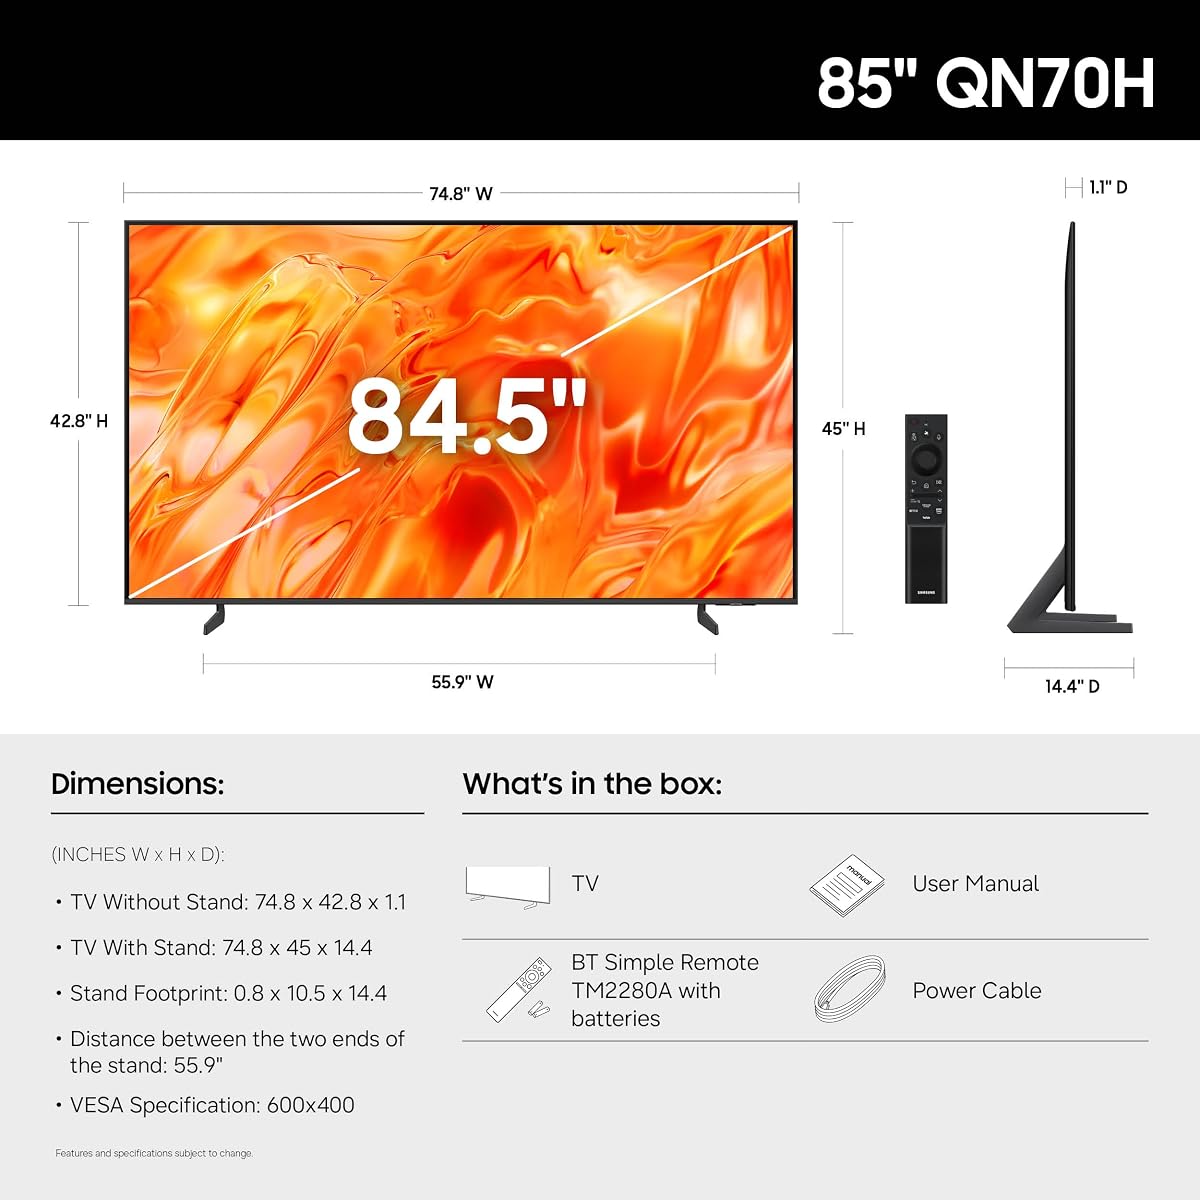 85" QN70H
74.8" W
1.1" D
84.5"
42.8" H
45" H
SAMSUNG
55.9" W
14.4" D
Dimensions:
(INCHES W x H x D):
• TV Without Stand: 74.8 x 42.8 x 1.1
• TV With Stand: 74.8 x 45 x 14.4
• Stand Footprint: 0.8 x 10.5 x 14.4
• Distance between the two ends of
the stand: 55.9"
• VESA Specification: 600x400
Features and specifications subject to change.
What's in the box:
TV
manual
User Manual
BT Simple Remote
TM2280A with
batteries
Power Cable